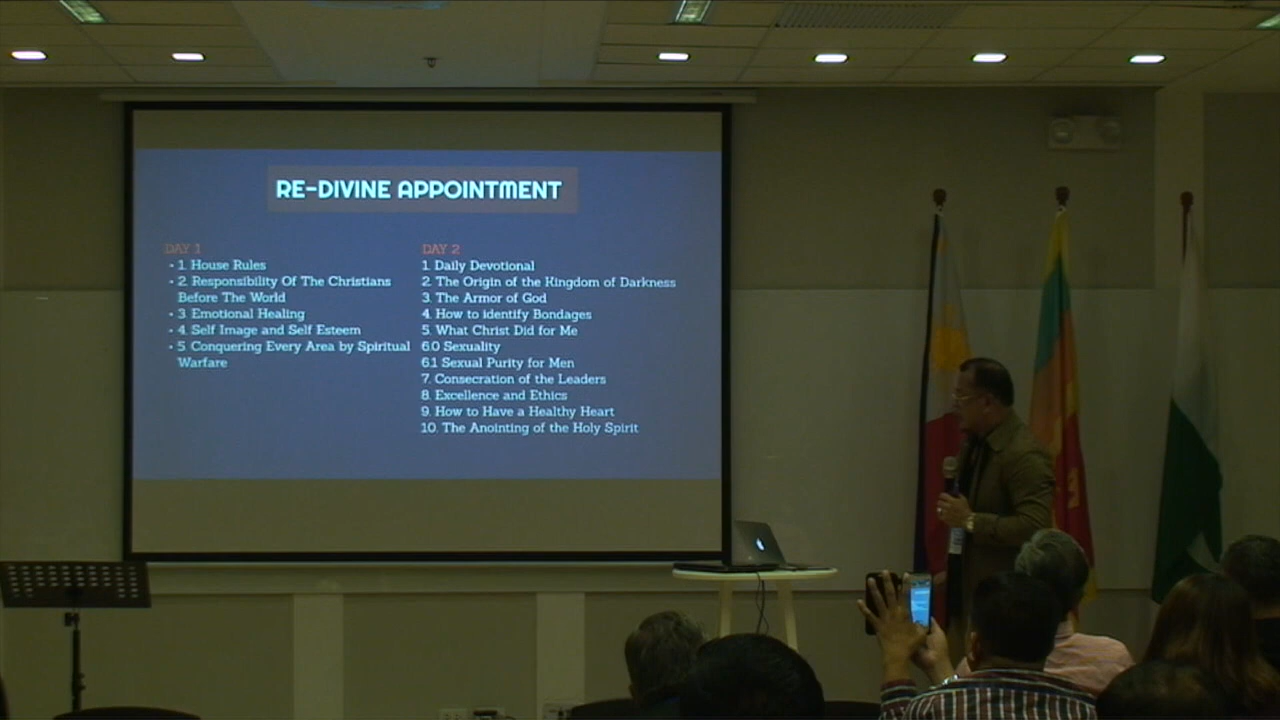 RE-DIVINE APPOINTMENT
DAY 1
• 1. House Rules
• 2. Responsibility Of The Christians
Before The World
• 3. Emotional Healing
• 4. Self Image and Self Esteem
• 5. Conquering Every Area by Spiritual
Warfare
DAY 2
1. Daily Devotional
2. The Origin of the Kingdom of Darkness
3. The Armor of God
4. How to identify Bondages
5. What Christ Did for Me
6.0 Sexuality
6.1 Sexual Purity for Men
7. Consecration of the Leaders
8. Excellence and Ethics
9. How to Have a Healthy Heart
10. The Anointing of the Holy Spirit